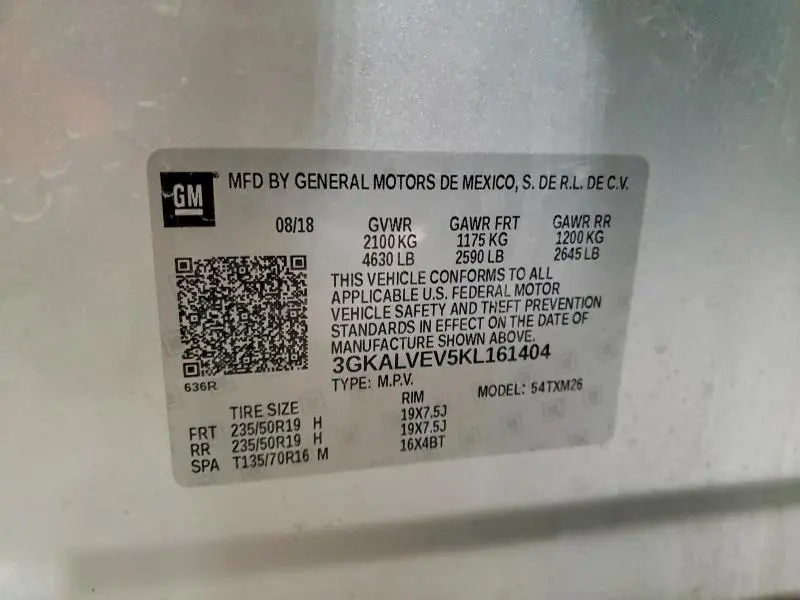 GM MFD BY GENERAL MOTORS DE MEXICO, S. DE R.L. DE C.V.
08/18 GVWR GAWR FRT GAWR RR
2100 KG 1175 KG 1200 KG
4630 LB 2590 LB 2645 LB
THIS VEHICLE CONFORMS TO ALL
APPLICABLE U.S. FEDERAL MOTOR
VEHICLE SAFETY AND THEFT PREVENTION
STANDARDS IN EFFECT ON THE DATE OF
MANUFACTURE SHOWN ABOVE.
3GKALVEV5KL161404
636R
TYPE: M.P.V. MODEL: 54TXM26
TIRE SIZE RIM
FRT 235/50R19 H 19X7.5J
RR 235/50R19 H 19X7.5J
SPA T135/70R16 M 16X4BT